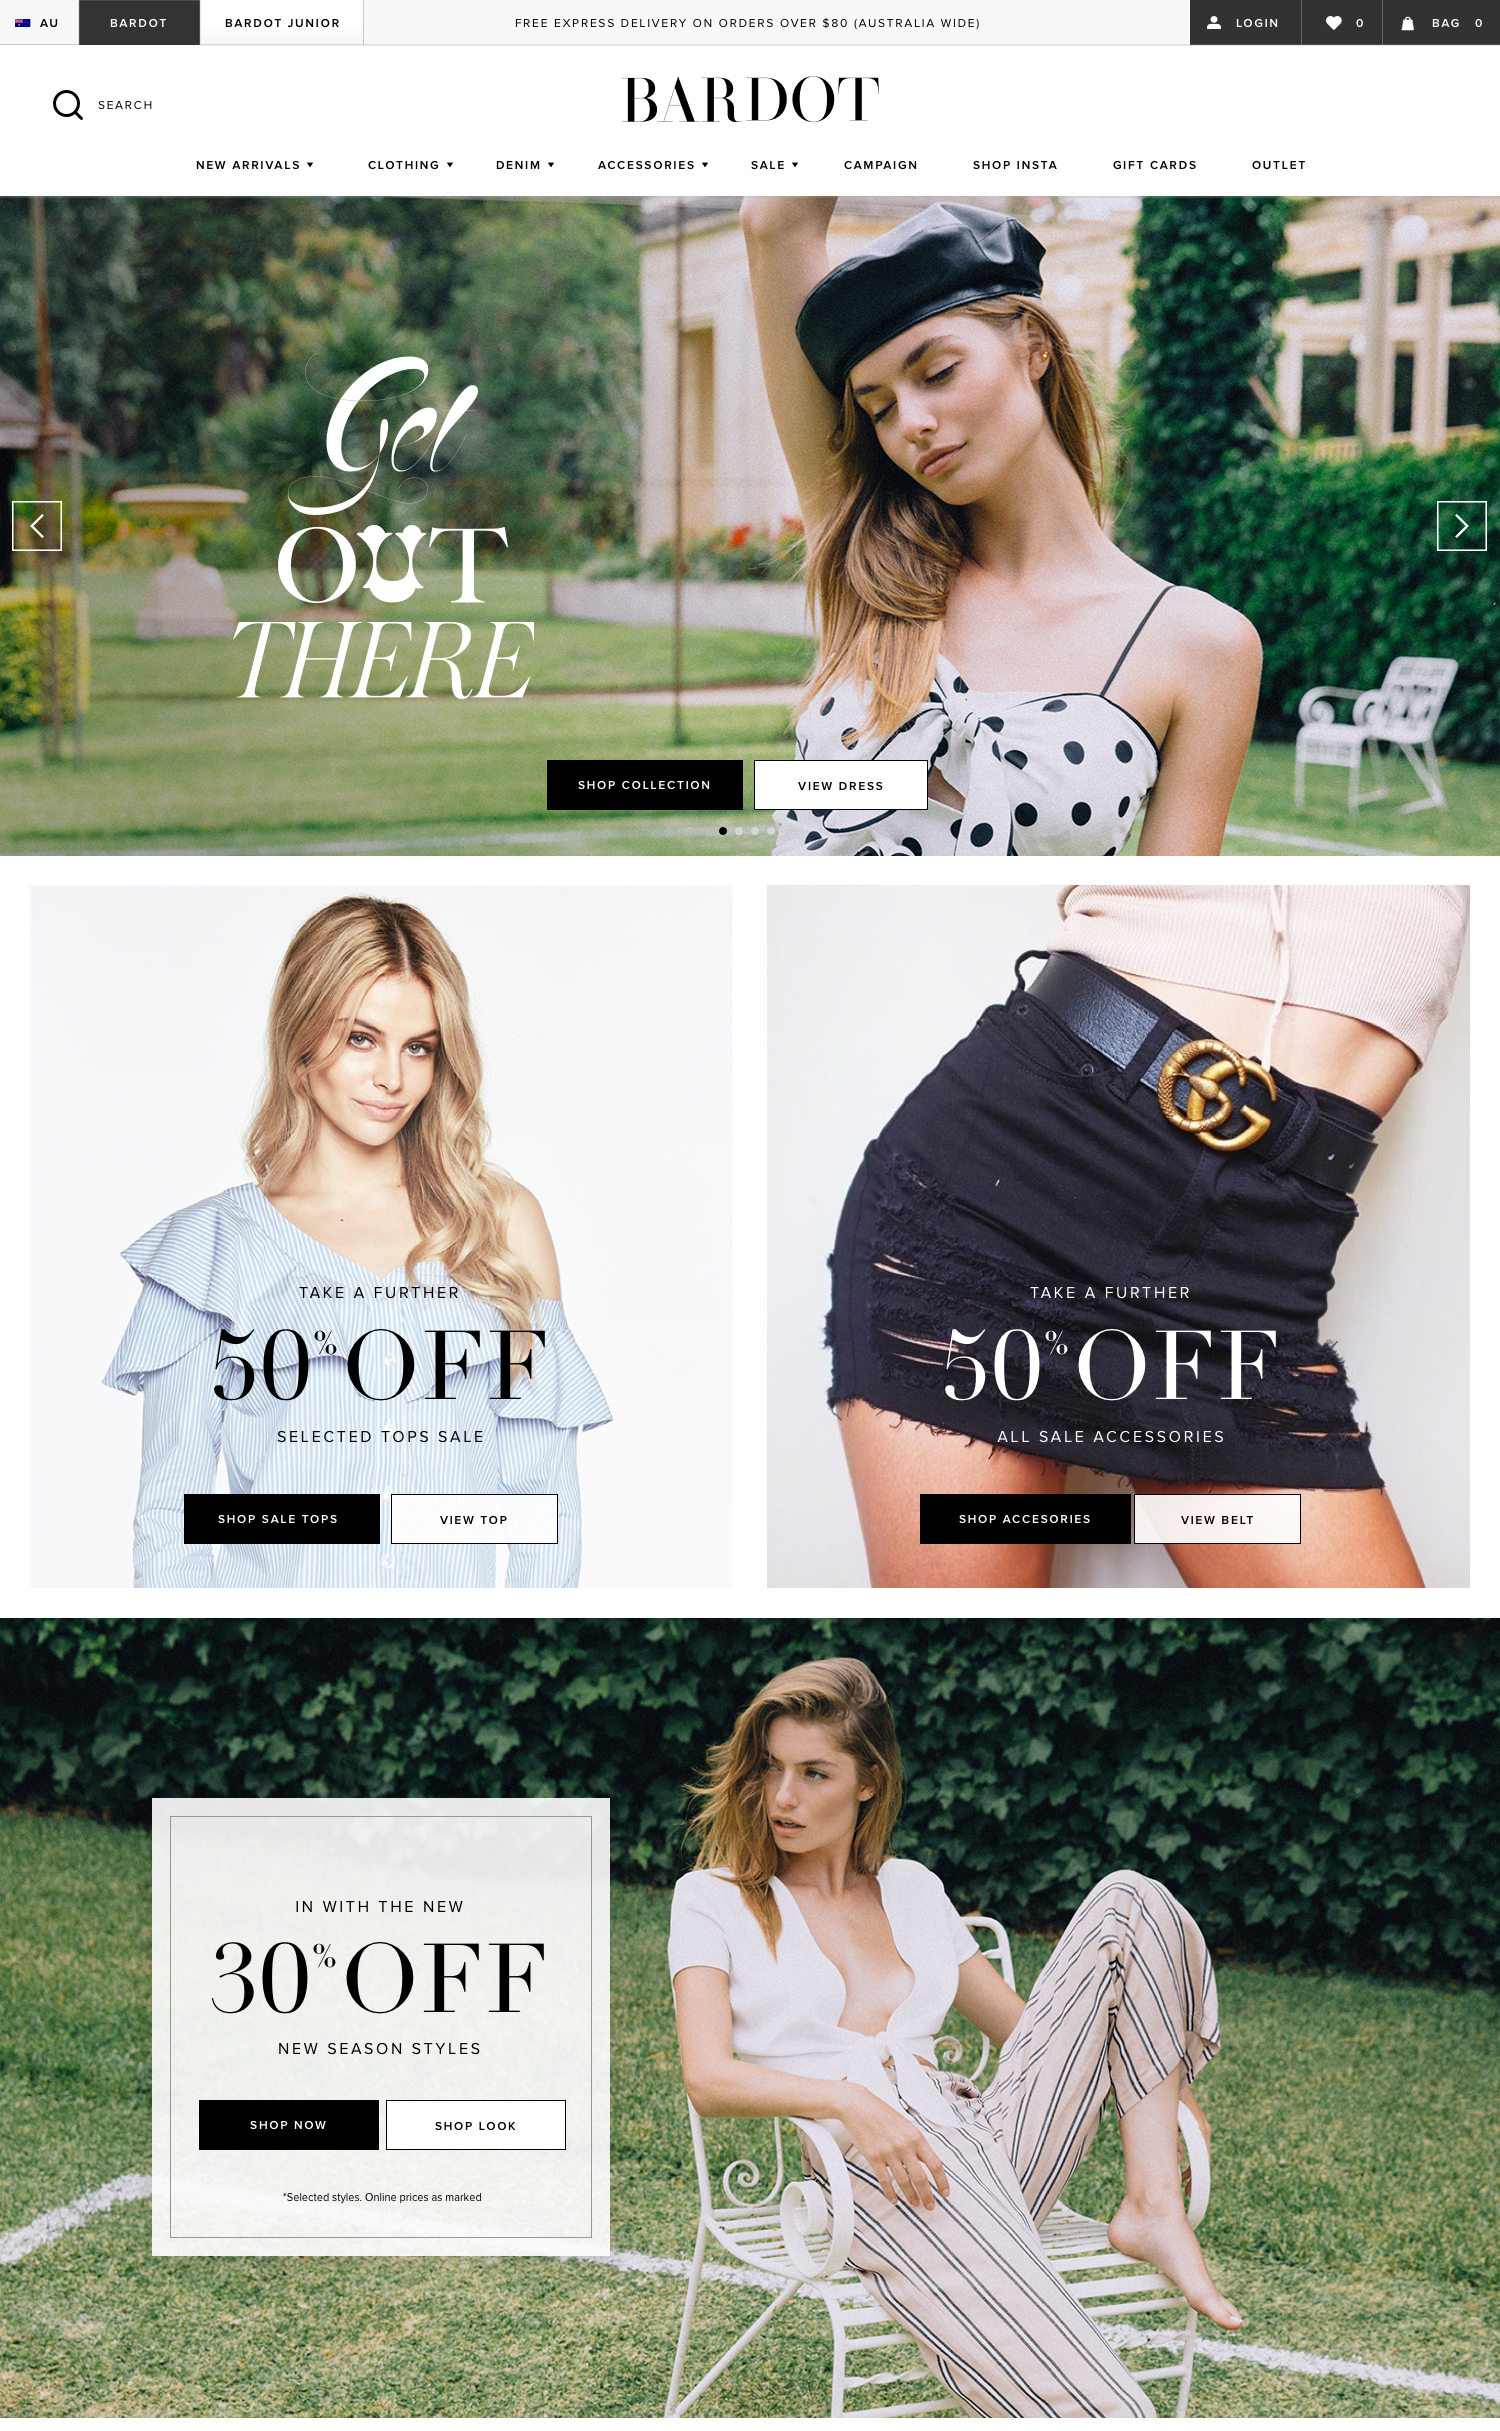 AU BARDOT BARDOT JUNIOR FREE EXPRESS DELIVERY ON ORDERS OVER $80 (AUSTRALIA WIDE) LOGIN 0 BAG 0
SEARCH
BARDOT
NEW ARRIVALS CLOTHING DENIM ACCESSORIES SALE CAMPAIGN SHOP INSTA GIFT CARDS OUTLET
Get
OUT
THERE
SHOP COLLECTION VIEW DRESS
TAKE A FURTHER
50% OFF
SELECTED TOPS SALE
SHOP SALE TOPS VIEW TOP
TAKE A FURTHER
50% OFF
ALL SALE ACCESSORIES
SHOP ACCESORIES VIEW BELT
IN WITH THE NEW
30% OFF
NEW SEASON STYLES
SHOP NOW SHOP LOOK
*Selected styles. Online prices as marked